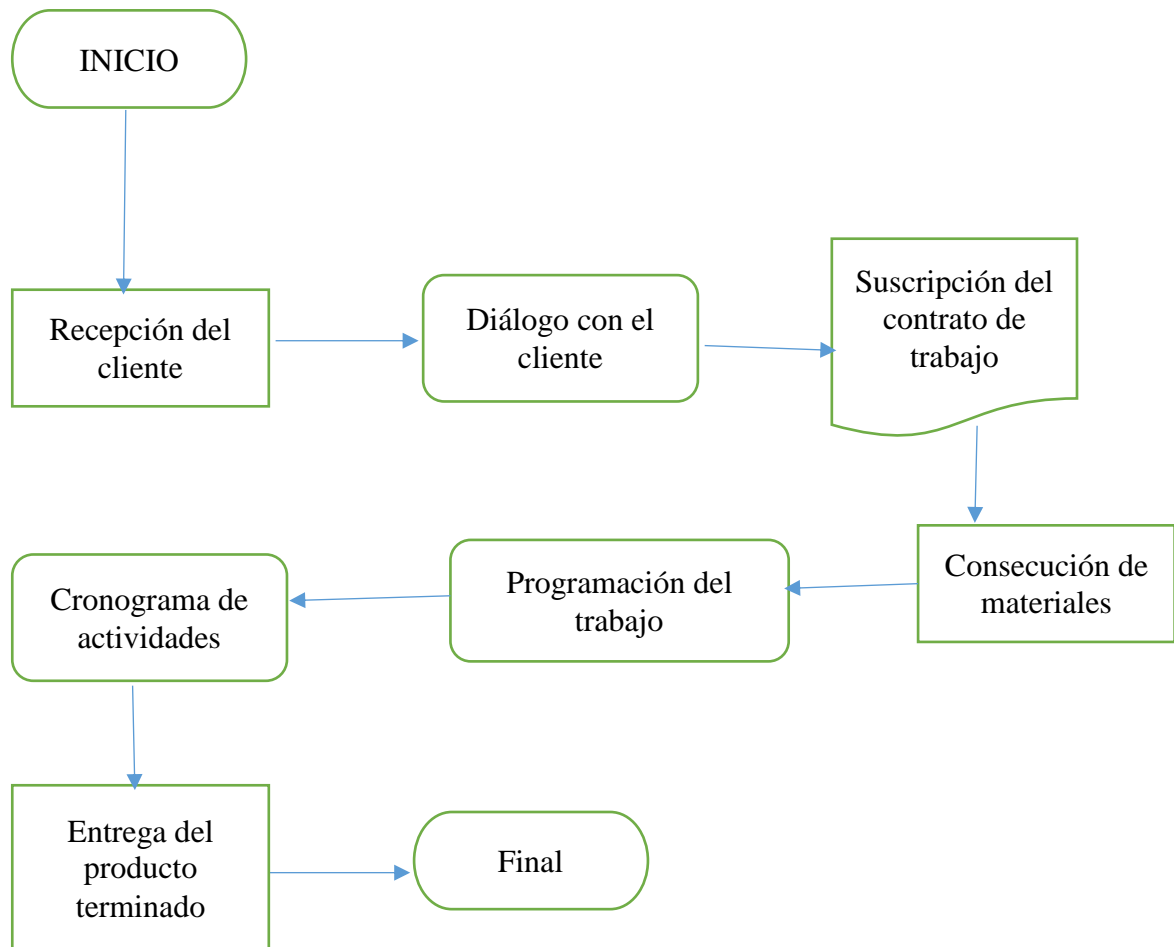 INICIO
Recepción del
cliente
Diálogo con el
cliente
Suscripción del
contrato de
trabajo
Consecución de
materiales
Programación del
trabajo
Cronograma de
actividades
Entrega del
producto
terminado
Final